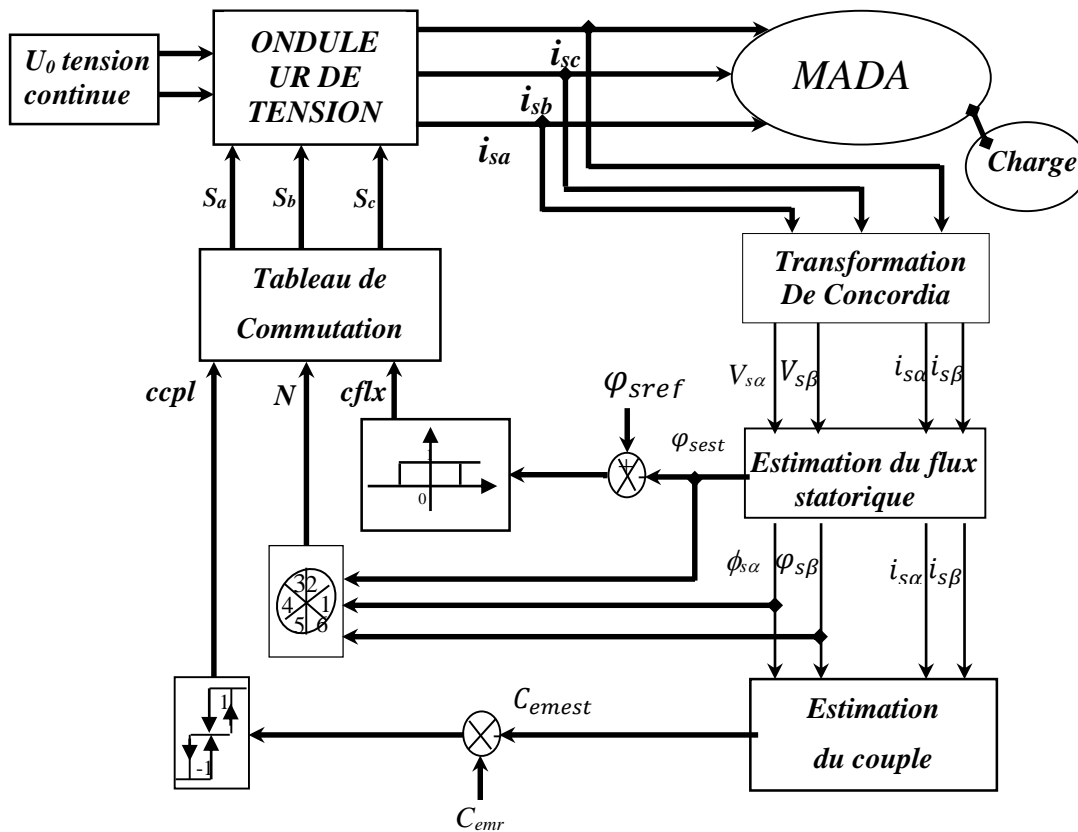 U₀ tension
continue
ONDULE
UR DE
TENSION
i_sc
i_sb
i_sa
MADA
Charge
S_a
S_b
S_c
Transformation
De Concordia
Tableau de
Commutation
V_sα
V_sβ
i_sα
i_sβ
ccpl
N
cflx
φ_sref
φ_sest
1
0
+
Estimation du flux
statorique
ϕ_sα
φ_sβ
i_sα
i_sβ
3 2
4 1
5 6
1
-1
C_emest
C_emr
Estimation
du couple